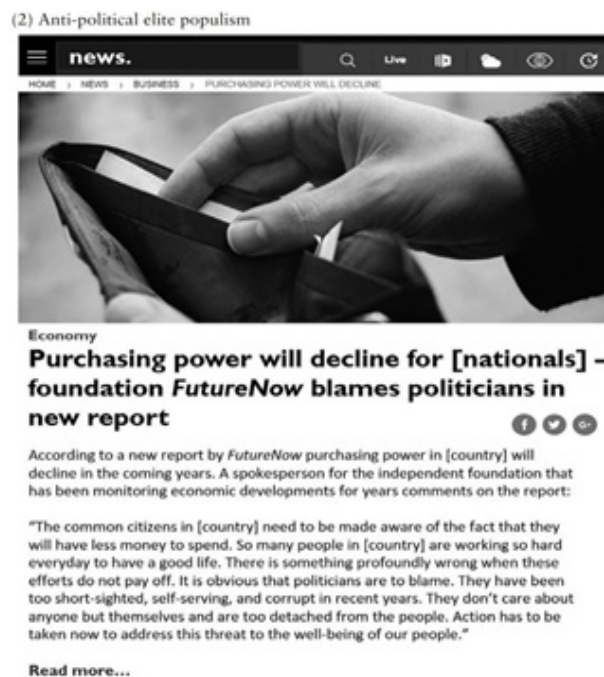 (2) Anti-political elite populism
news.
Live
HOME > NEWS > BUSINESS > PURCHASING POWER WILL DECLINE
Economy
Purchasing power will decline for [nationals] –
foundation FutureNow blames politicians in
new report
According to a new report by FutureNow purchasing power in [country] will
decline in the coming years. A spokesperson for the independent foundation that
has been monitoring economic developments for years comments on the report:
“The common citizens in [country] need to be made aware of the fact that they
will have less money to spend. So many people in [country] are working so hard
everyday to have a good life. There is something profoundly wrong when these
efforts do not pay off. It is obvious that politicians are to blame. They have been
too short-sighted, self-serving, and corrupt in recent years. They don’t care about
anyone but themselves and are too detached from the people. Action has to be
taken now to address this threat to the well-being of our people.”
Read more...